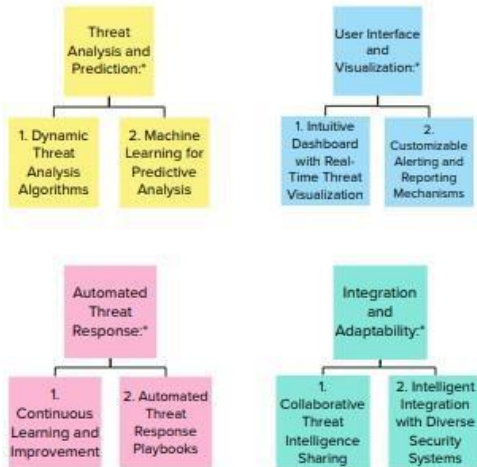 Threat
Analysis and
Prediction:*
1. Dynamic
Threat
Analysis
Algorithms
2. Machine
Learning for
Predictive
Analysis
User Interface
and
Visualization:*
1. Intuitive
Dashboard
with Real-
Time Threat
Visualization
2.
Customizable
Alerting and
Reporting
Mechanisms
Automated
Threat
Response:*
1.
Continuous
Learning and
Improvement
2. Automated
Threat
Response
Playbooks
Integration
and
Adaptability:*
1.
Collaborative
Threat
Intelligence
Sharing
2. Intelligent
Integration
with Diverse
Security
Systems